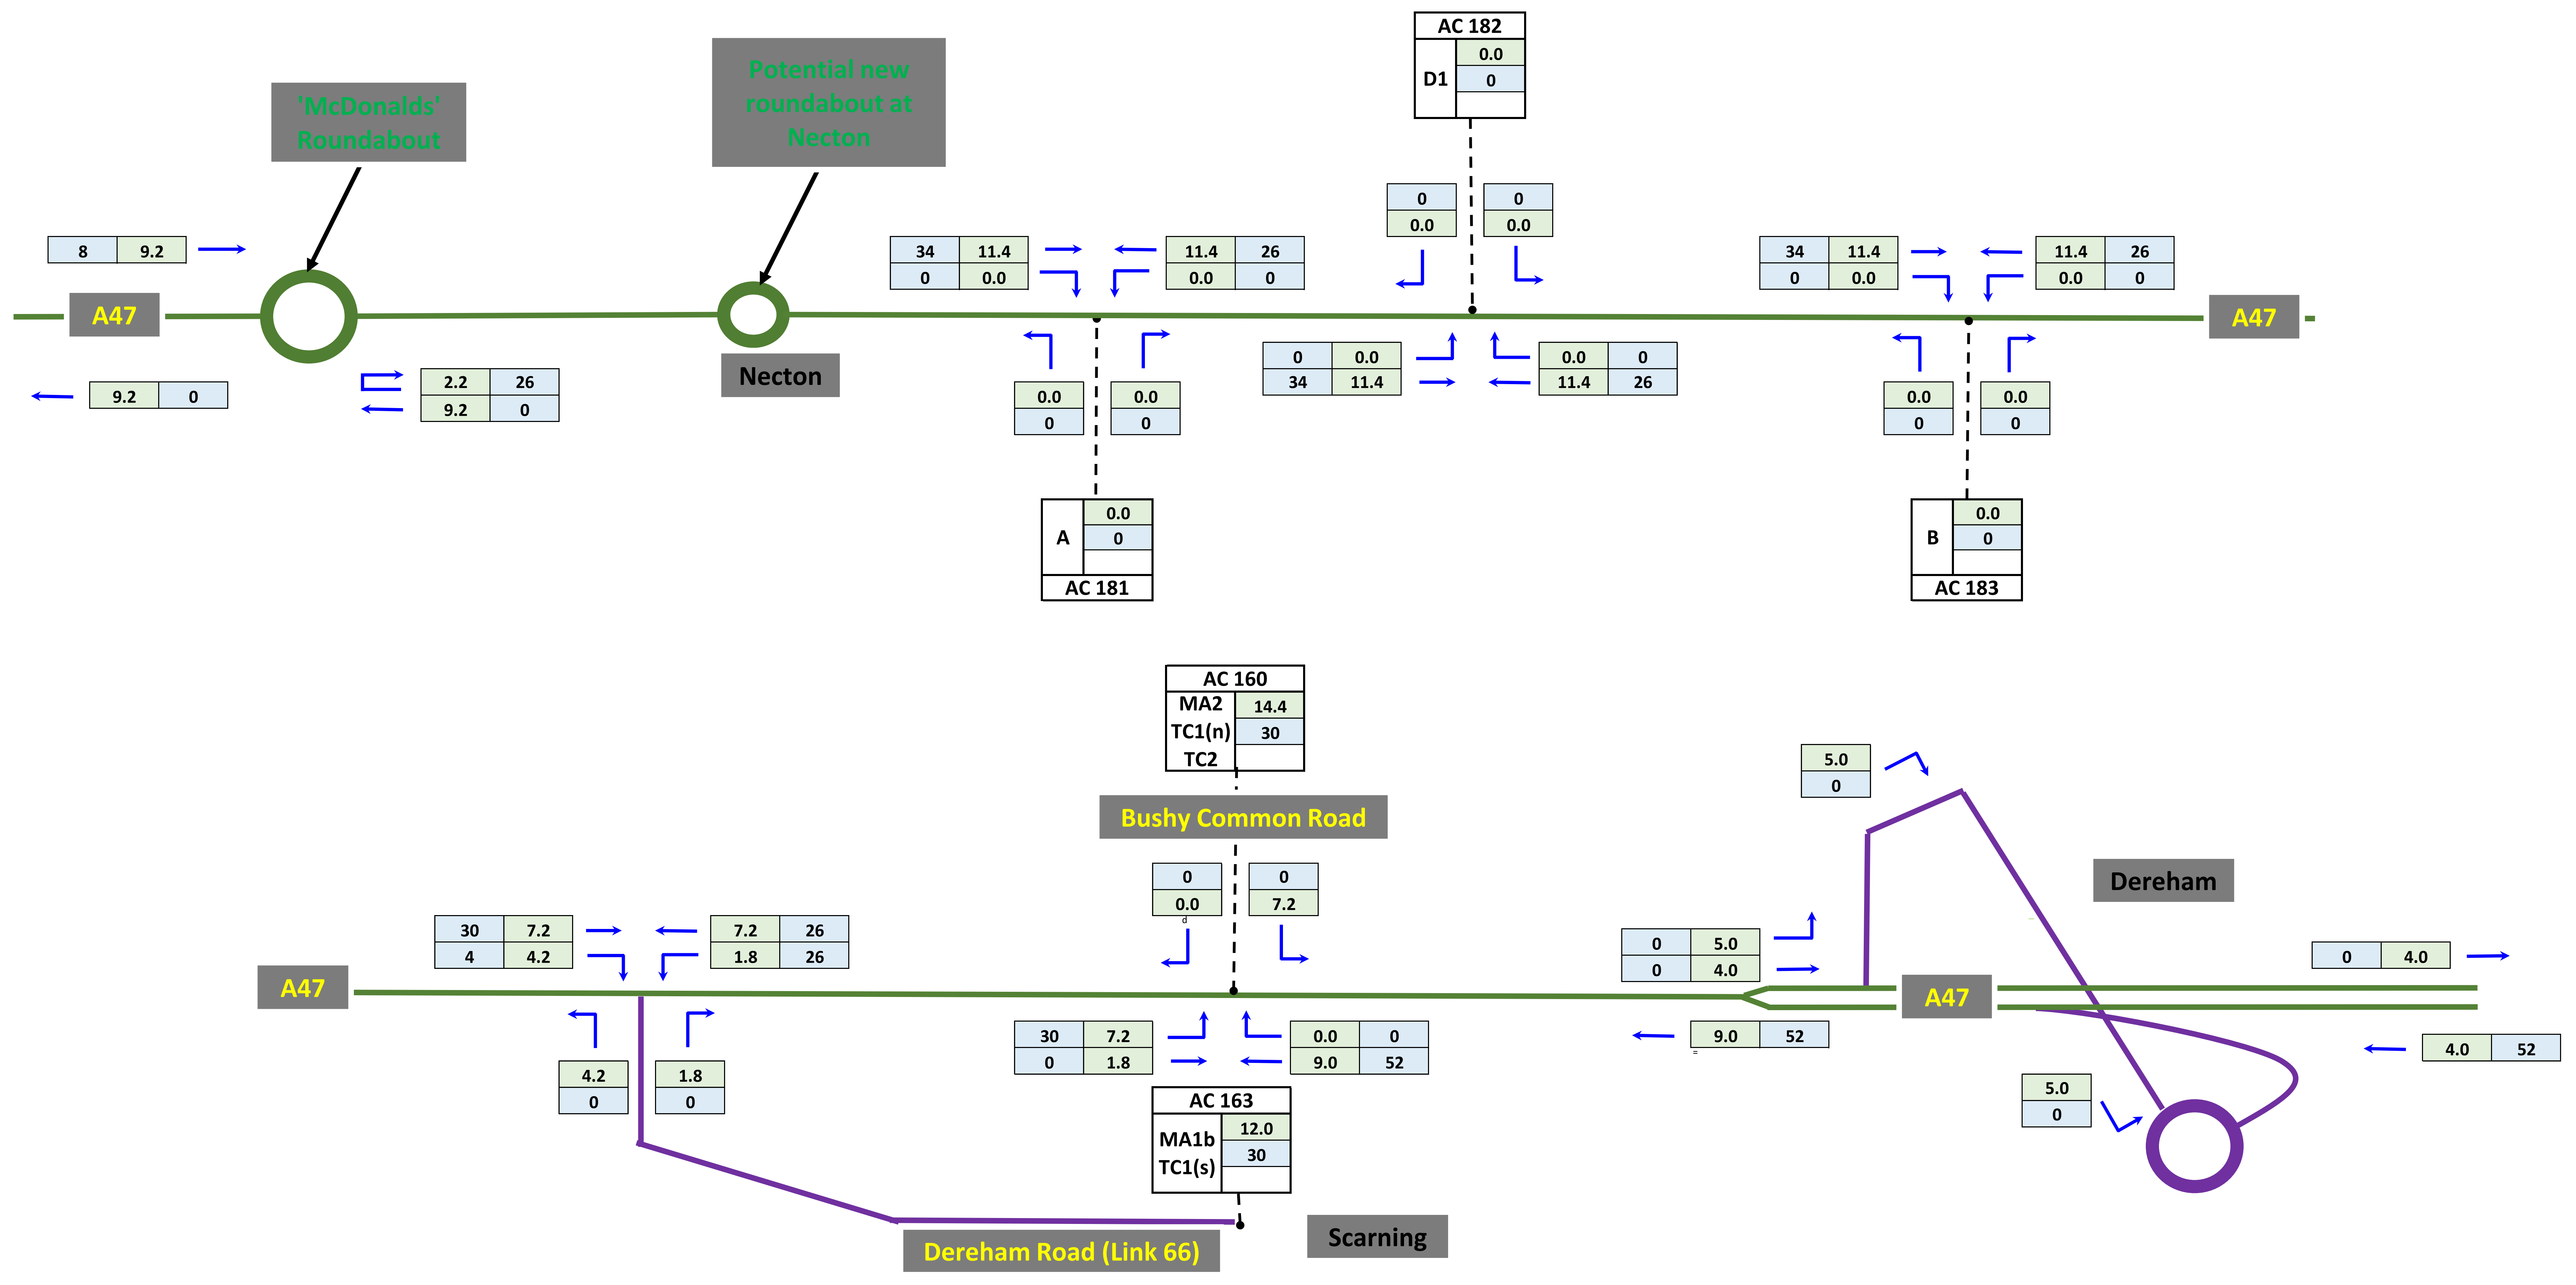 AC 182
0.0
D1
0
'McDonalds'
Roundabout
Potential new
roundabout at
Necton
0 0
0.0 0.0
8 9.2
34 11.4
0 0.0
11.4 26
0.0 0
34 11.4
0 0.0
11.4 26
0.0 0
A47
A47
Necton
9.2 0
2.2 26
9.2 0
0 0.0
34 11.4
0.0 0
11.4 26
0.0 0.0
0 0
0.0 0.0
0 0
0.0
A
0
AC 181
0.0
B
0
AC 183
AC 160
MA2 14.4
TC1(n) 30
TC2
Bushy Common Road
5.0
0
0 0
0.0 7.2
d
Dereham
30 7.2
4 4.2
7.2 26
1.8 26
0 5.0
0 4.0
0 4.0
A47
A47
30 7.2
0 1.8
0.0 0
9.0 52
9.0 52
=
4.0 52
4.2 1.8
0 0
5.0
0
AC 163
12.0
MA1b
30
TC1(s)
Scarning
Dereham Road (Link 66)